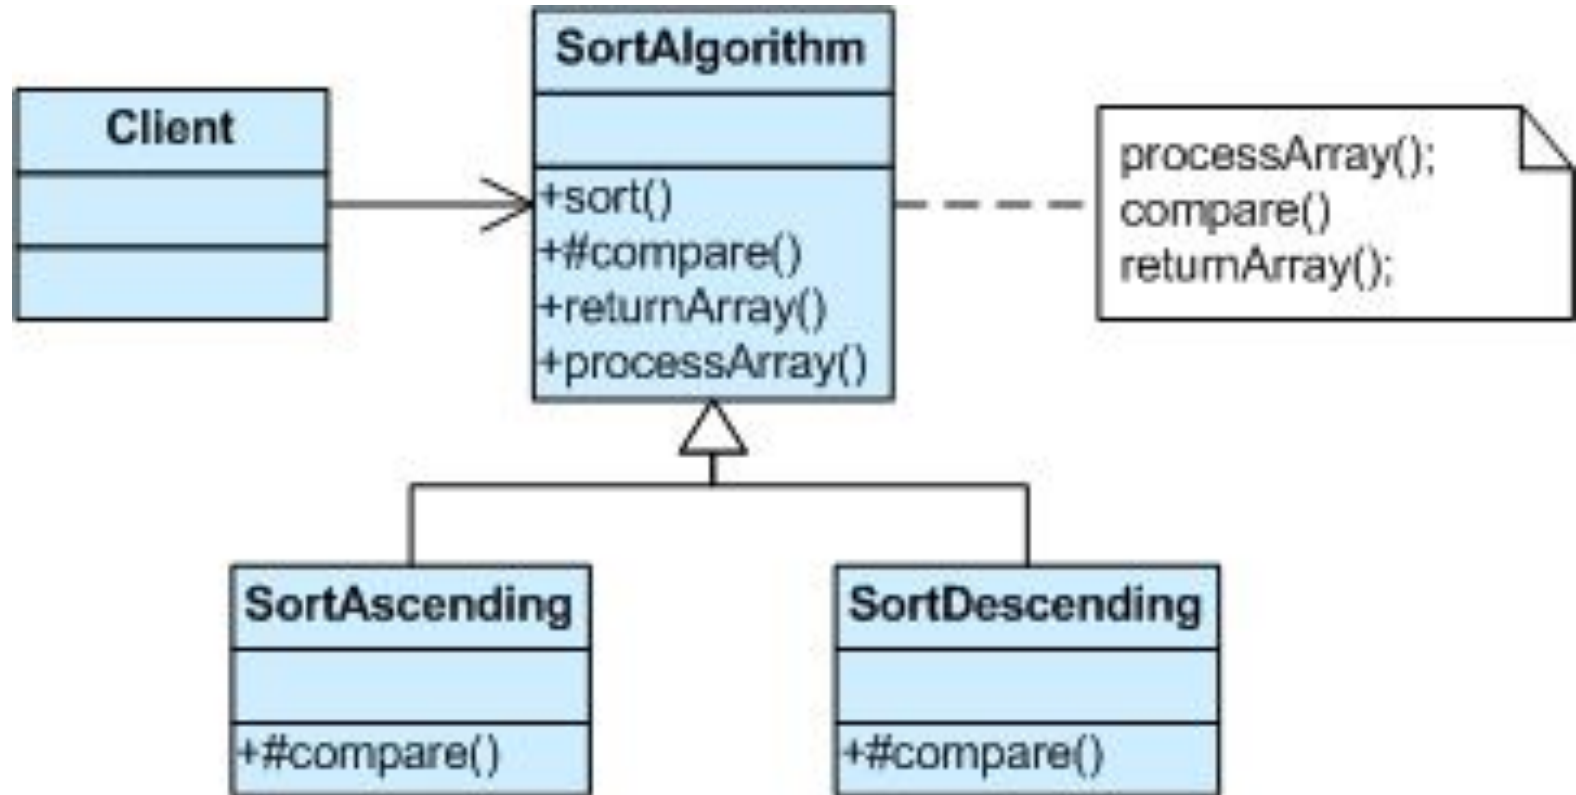 SortAlgorithm
Client
+sort()
+#compare()
+returnArray()
+processArray()
processArray();
compare()
returnArray();
SortAscending
+#compare()
SortDescending
+#compare()